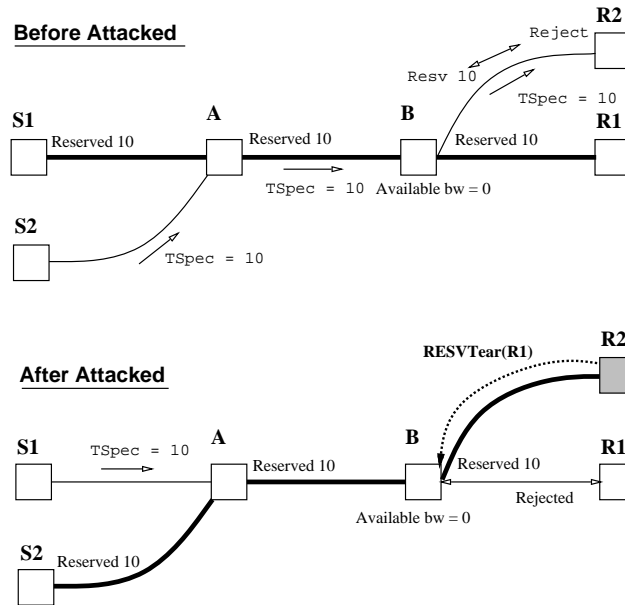 Before Attacked
R2
Reject
Resv 10
TSpec = 10
S1
A
B
R1
Reserved 10
Reserved 10
Reserved 10
TSpec = 10
Available bw = 0
S2
TSpec = 10
After Attacked
RESVTear(R1)
R2
S1
TSpec = 10
A
B
R1
Reserved 10
Reserved 10
Rejected
Available bw = 0
S2
Reserved 10